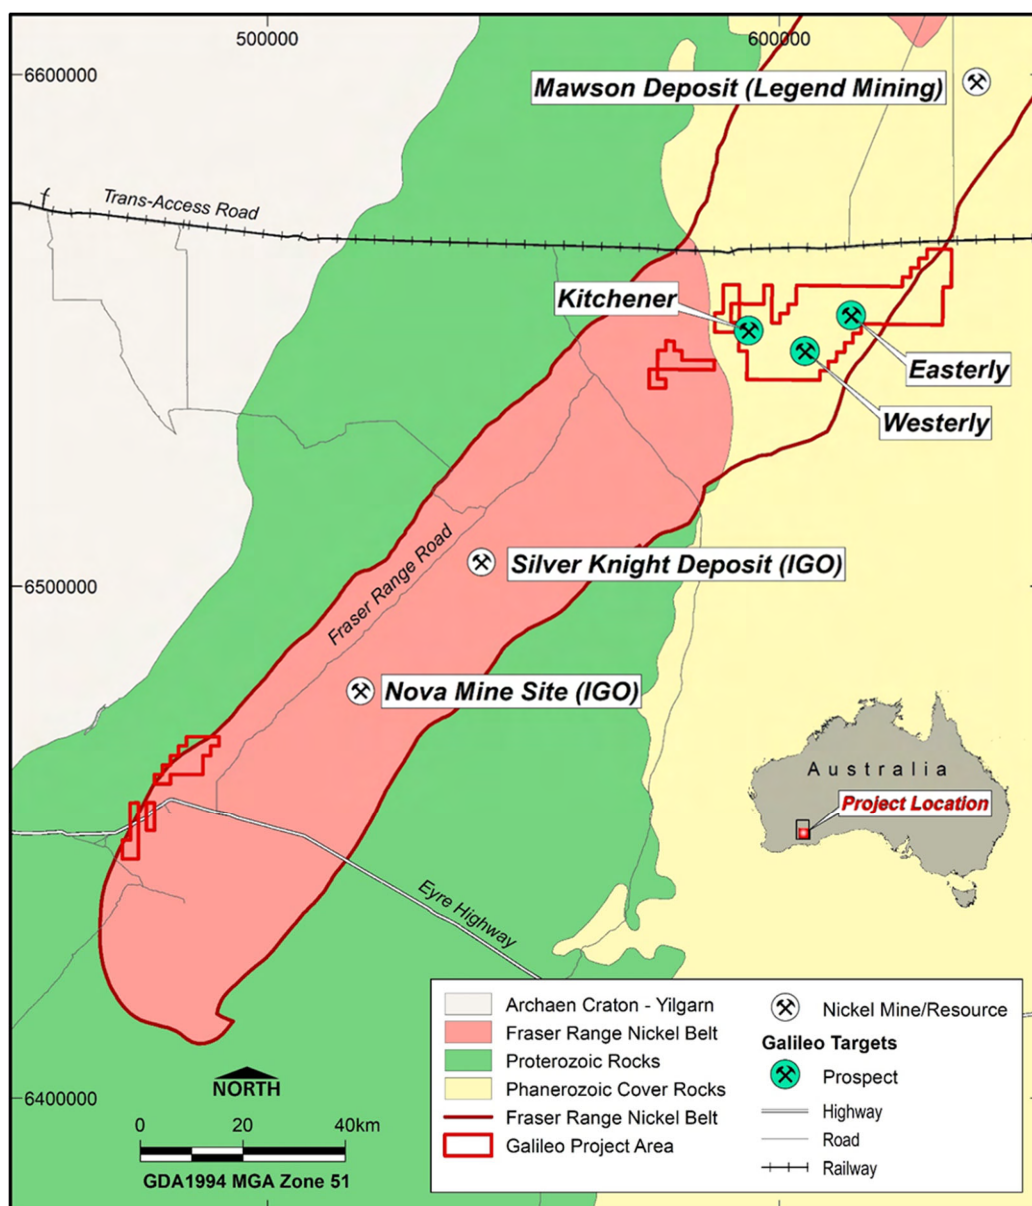 500000
600000
6600000
Mawson Deposit (Legend Mining)
Trans-Access Road
Kitchener
Easterly
Westerly
Fraser Range Road
Silver Knight Deposit (IGO)
6500000
Nova Mine Site (IGO)
Australia
Project Location
Eyre Highway
Archaen Craton - Yilgarn
Fraser Range Nickel Belt
Proterozoic Rocks
Phanerozoic Cover Rocks
Fraser Range Nickel Belt
Galileo Project Area
Nickel Mine/Resource
Galileo Targets
Prospect
Highway
Road
Railway
6400000
NORTH
0 20 40km
GDA1994 MGA Zone 51